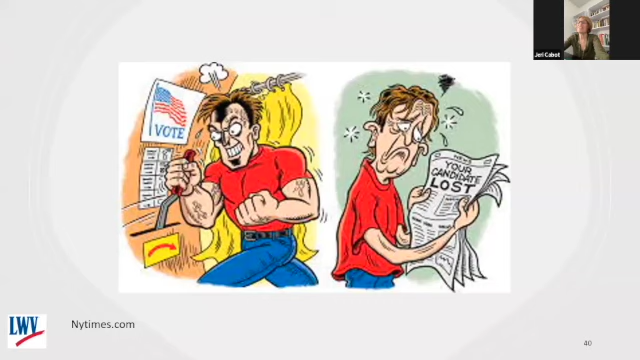 Jeri Cabot
VOTE
NEWS
YOUR
CANDIDATE
LOST
LWV
Nytimes.com
40